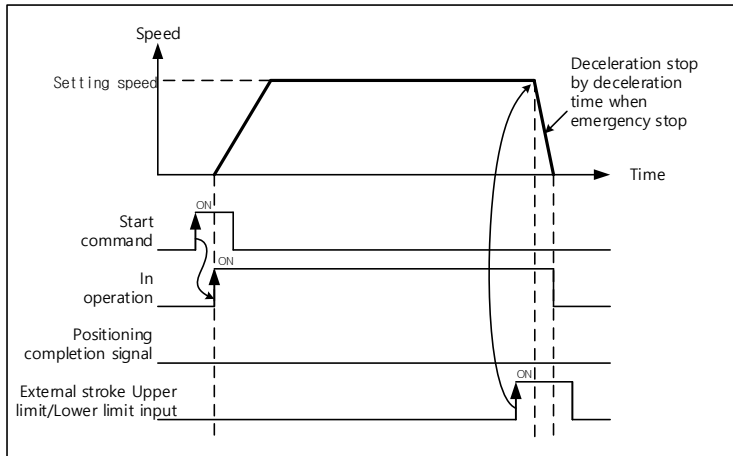 Speed
Setting speed
Deceleration stop
by deceleration
time when
emergency stop
Time
ON
Start
command
ON
In
operation
Positioning
completion signal
ON
External stroke Upper
limit/Lower limit input